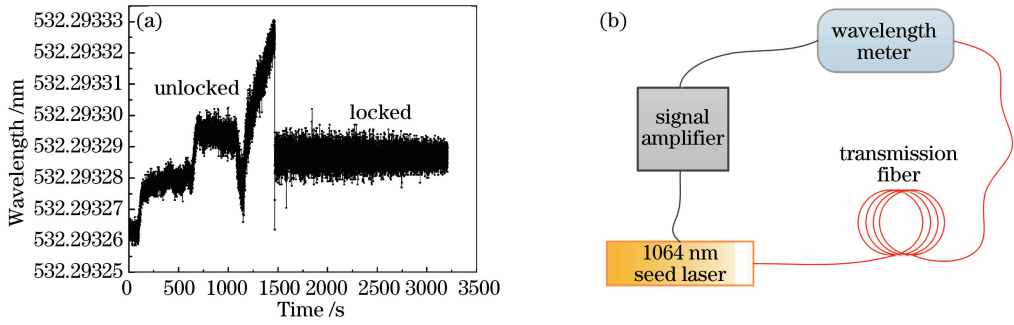 (a)
532.29333
532.29332
532.29331
532.29330
532.29329
532.29328
532.29327
532.29326
532.29325
Wavelength /nm
unlocked
locked
0 500 1000 1500 2000 2500 3000 3500
Time /s
(b)
wavelength
meter
signal
amplifier
transmission
fiber
1064 nm
seed laser